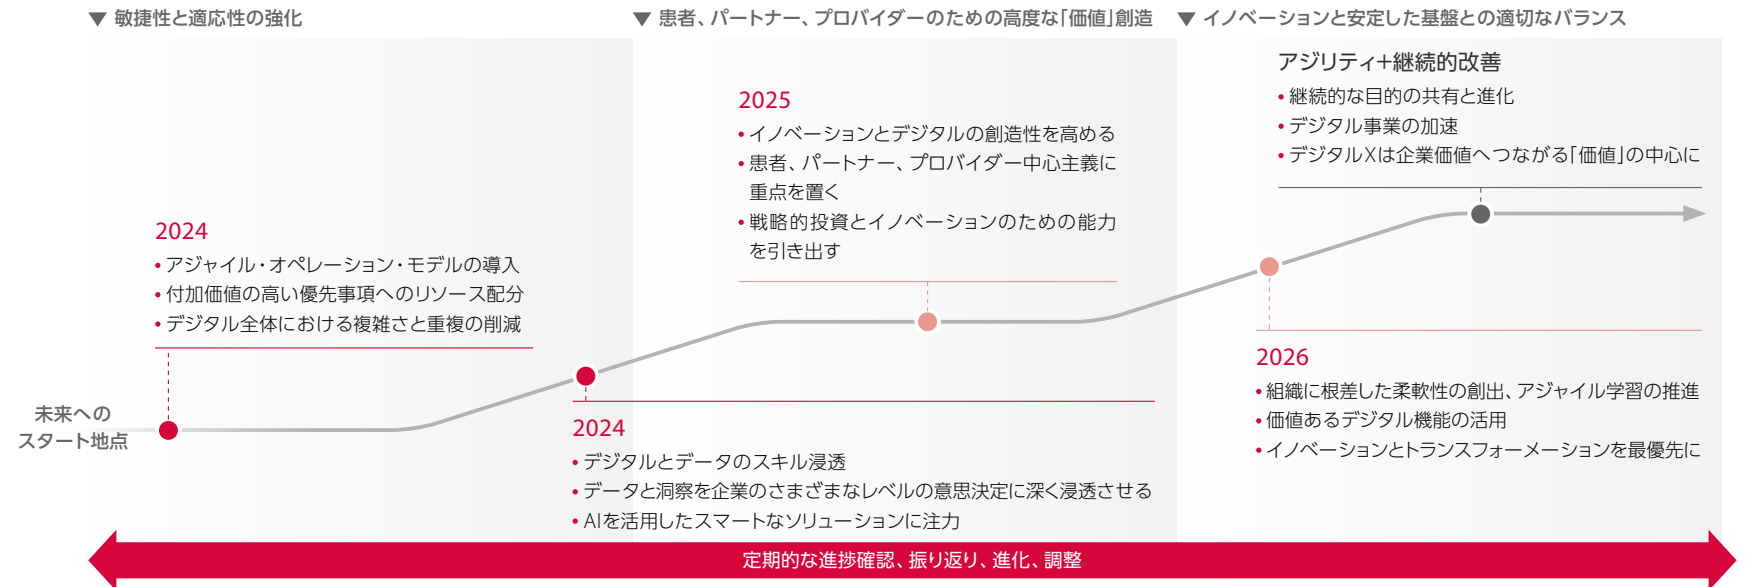 ▼ 敏捷性と適応性の強化
▼ 患者、パートナー、プロバイダーのための高度な「価値」創造
▼ イノベーションと安定した基盤との適切なバランス
未来への
スタート地点
2024
• アジャイル・オペレーション・モデルの導入
• 付加価値の高い優先事項へのリソース配分
• デジタル全体における複雑さと重複の削減
2024
• デジタルとデータのスキル浸透
• データと洞察を企業のさまざまなレベルの意思決定に深く浸透させる
• AIを活用したスマートなソリューションに注力
2025
• イノベーションとデジタルの創造性を高める
• 患者、パートナー、プロバイダー中心主義に
重点を置く
• 戦略的投資とイノベーションのための能力
を引き出す
2026
• 組織に根差した柔軟性の創出、アジャイル学習の推進
• 価値あるデジタル機能の活用
• イノベーションとトランスフォーメーションを最優先に
アジリティ+継続的改善
• 継続的な目的の共有と進化
• デジタル事業の加速
• デジタルXは企業価値へつながる「価値」の中心に
定期的な進捗確認、振り返り、進化、調整